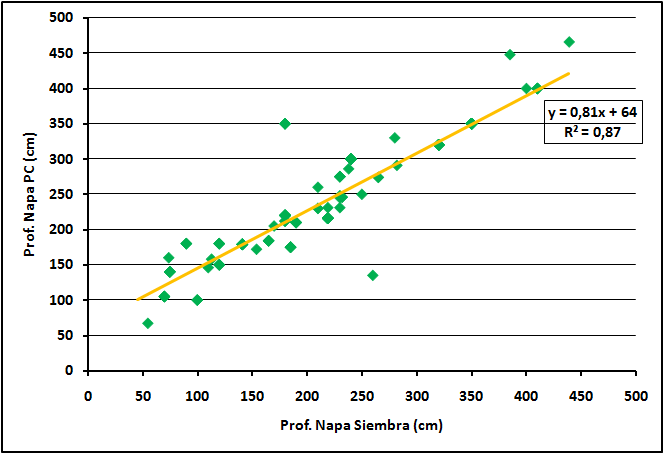 500
450
400
350
300
250
200
150
100
50
0
Prof. Napa PC (cm)
y = 0,81x + 64
R² = 0,87
0 50 100 150 200 250 300 350 400 450 500
Prof. Napa Siembra (cm)